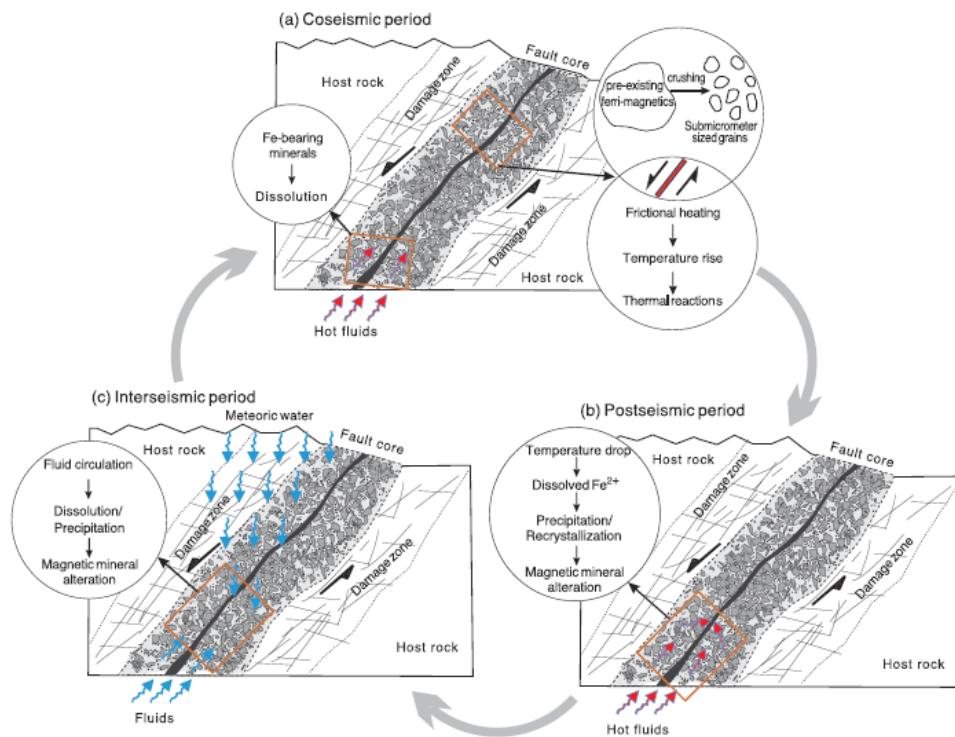 (a) Coseismic period
Fault core
Host rock
Damage zone
pre-existing
ferri-magnetics
crushing
Submicrometer
sized grains
Fe-bearing
minerals
Dissolution
Frictional heating
Temperature rise
Thermal reactions
Damage zone
Host rock
Hot fluids
(c) Interseismic period
Meteoric water
Host rock
Fault core
Fluid circulation
Dissolution/
Precipitation
Magnetic mineral
alteration
Damage zone
Damage zone
Host rock
Fluids
(b) Postseismic period
Temperature drop
Host rock
Fault core
Dissolved Fe²⁺
Precipitation/
Recrystallization
Magnetic mineral
alteration
Damage zone
Damage zone
Host rock
Hot fluids